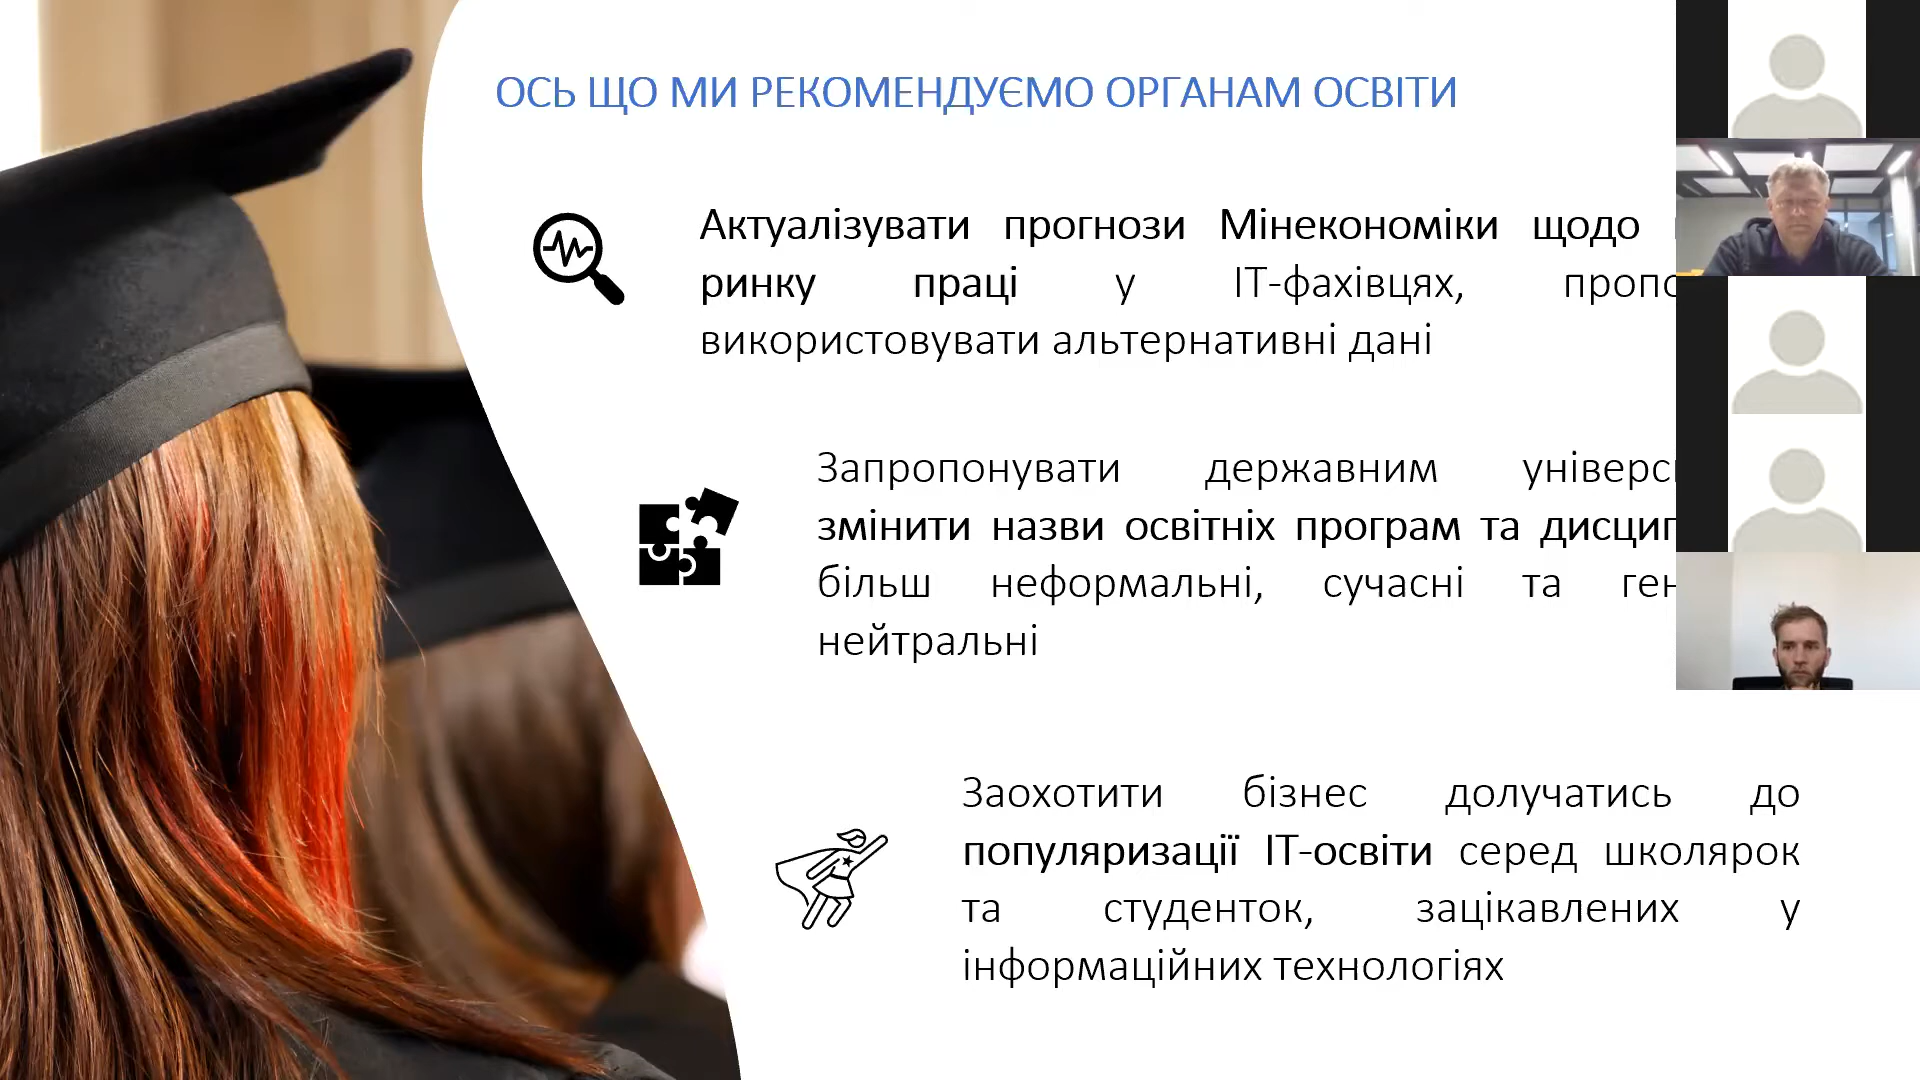 ОСЬ ЩО МИ РЕКОМЕНДУЄМО ОРГАНАМ ОСВІТИ
Актуалізувати прогнози Мінекономіки щодо
ринку праці у ІТ-фахівцях,
використовувати альтернативні дані
Запропонувати державним
змінити назви освітніх програм та
більш неформальні, сучасні та
нейтральні
Заохотити бізнес долучатись до
популяризації ІТ-освіти серед школярок
та студенток, зацікавлених у
інформаційних технологіях